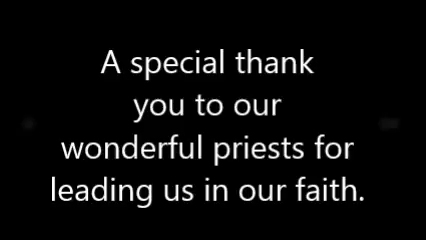 A special thank
you to our
wonderful priests for
leading us in our faith.